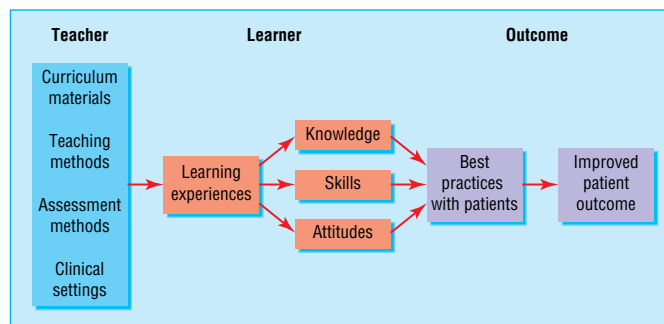 Teacher
Learner
Outcome
Curriculum
materials
Teaching
methods
Assessment
methods
Clinical
settings
Learning
experiences
Knowledge
Skills
Attitudes
Best
practices
with patients
Improved
patient
outcome